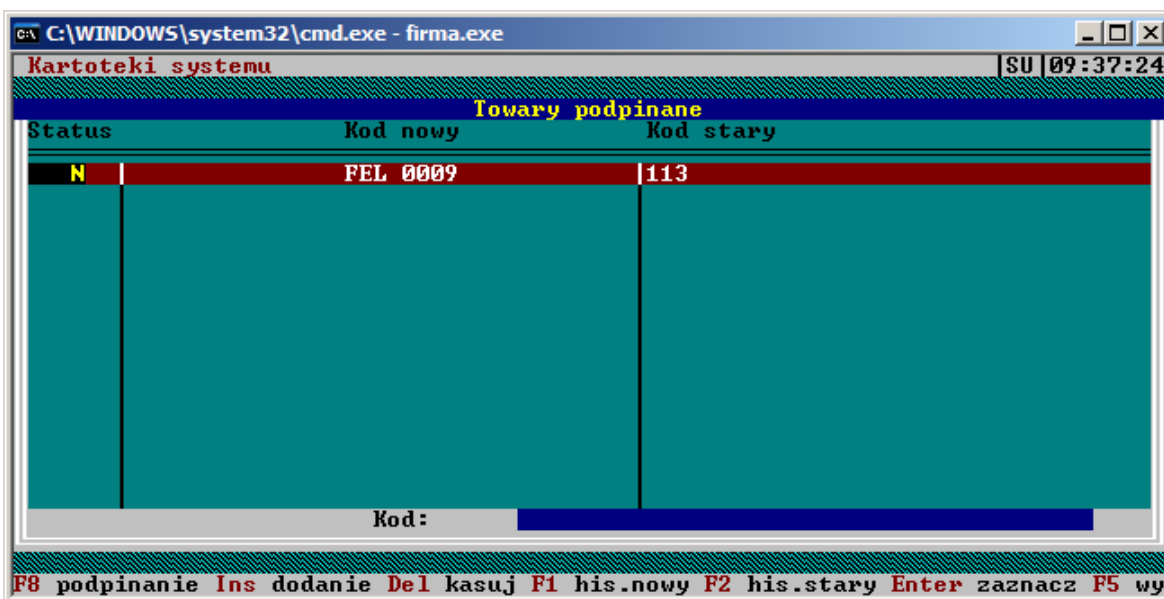 C:\WINDOWS\system32\cmd.exe - firma.exe
Kartoteki systemu |SU|09:37:24
Towary podpinane
Status Kod nowy Kod stary
N | FEL 0009 |113
Kod:
F8 podpinanie Ins dodanie Del kasuj F1 his.nowy F2 his.stary Enter zaznacz F5 wy